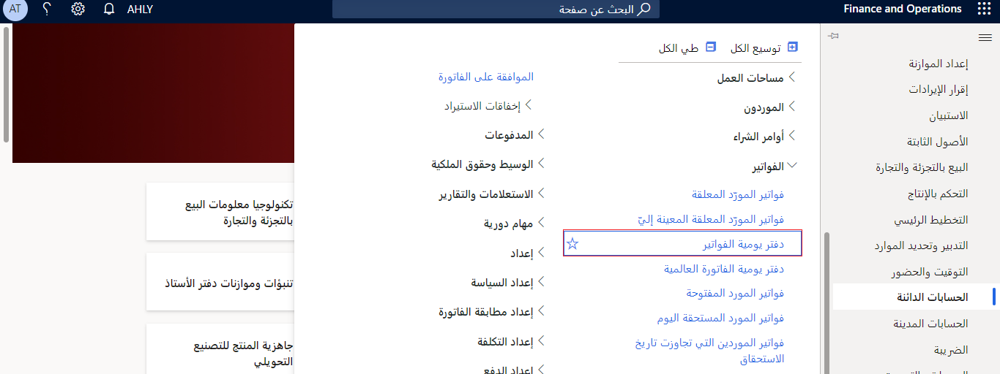 Finance and Operations
البحث عن صفحة
AHLY
؟
AT
إعداد الموازنة
إقرار الإيرادات
الاستبيان
الأصول الثابتة
البيع بالتجزئة والتجارة
التحكم بالإنتاج
التخطيط الرئيسي
التدبير وتحديد الموارد
التوقيت والحضور
الحسابات الدائنة
الحسابات المدينة
الضريبة
توسيع الكل
طي الكل
مساحات العمل
الموردون
أوامر الشراء
الفواتير
فواتير المورّد المعلقة
فواتير المورّد المعلقة المعينة إليّ
دفتر يومية الفواتير
دفتر يومية الفاتورة العالمية
فواتير المورد المفتوحة
فواتير المورد المستحقة اليوم
فواتير الموردين التي تجاوزت تاريخ
الاستحقاق
الموافقة على الفاتورة
إخفاقات الاستيراد
المدفوعات
الوسيط وحقوق الملكية
الاستعلامات والتقارير
مهام دورية
إعداد
إعداد السياسة
إعداد مطابقة الفاتورة
إعداد التكلفة
إعداد الدفع
تكنولوجيا معلومات البيع
بالتجزئة والتجارة
تنبؤات وموازنات دفتر الأستاذ
جاهزية المنتج للتصنيع
التحويلي